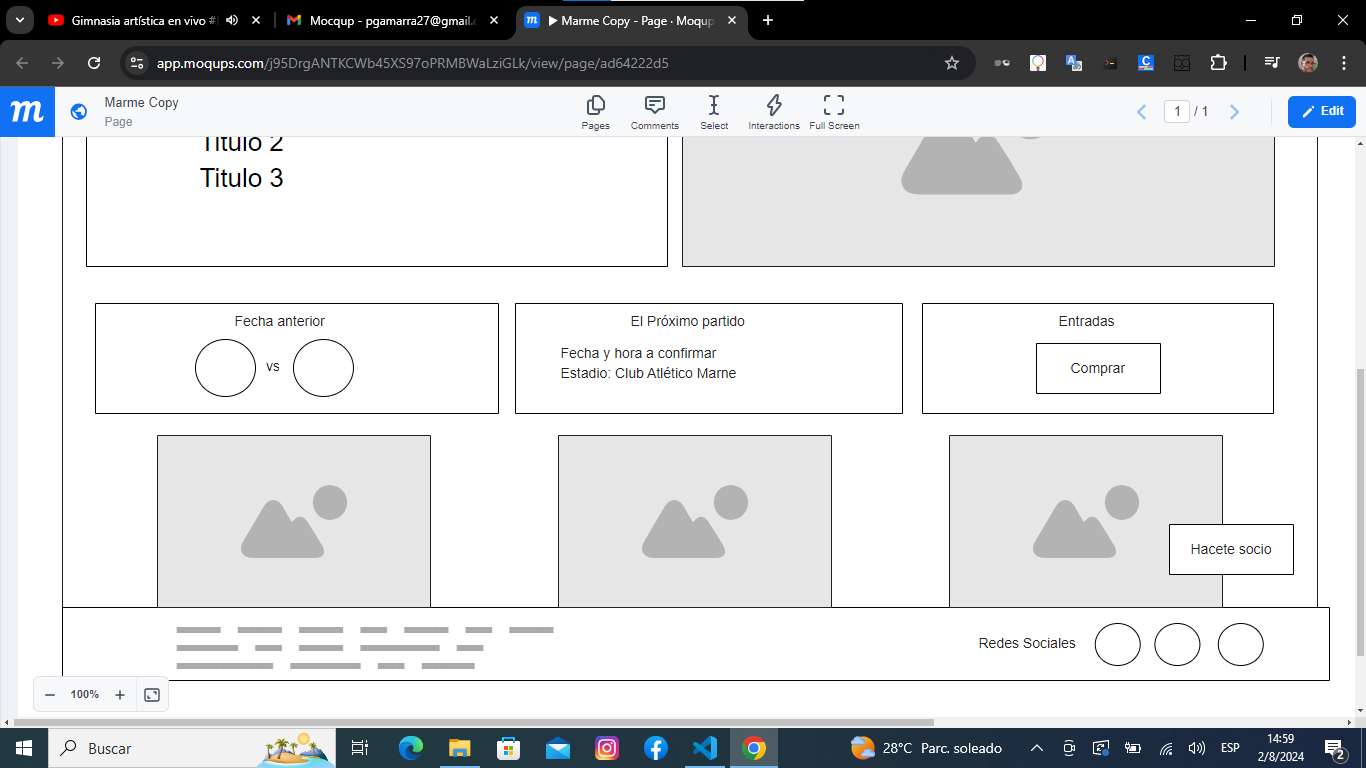 Gimnasia artística en vivo #
Mocqup - pgamarra27@gmail.c
▶ Marme Copy - Page · Moqup
app.moqups.com/j95DrgANTKCWb45XS97oPRMBWaLziGLk/view/page/ad64222d5
m
Marme Copy
Page
Pages
Comments
Select
Interactions
Full Screen
1 / 1
Edit
Titulo 2
Titulo 3
Fecha anterior
vs
El Próximo partido
Fecha y hora a confirmar
Estadio: Club Atlético Marne
Entradas
Comprar
Hacete socio
Redes Sociales
100%
Buscar
28°C Parc. soleado
ESP
14:59
2/8/2024
2